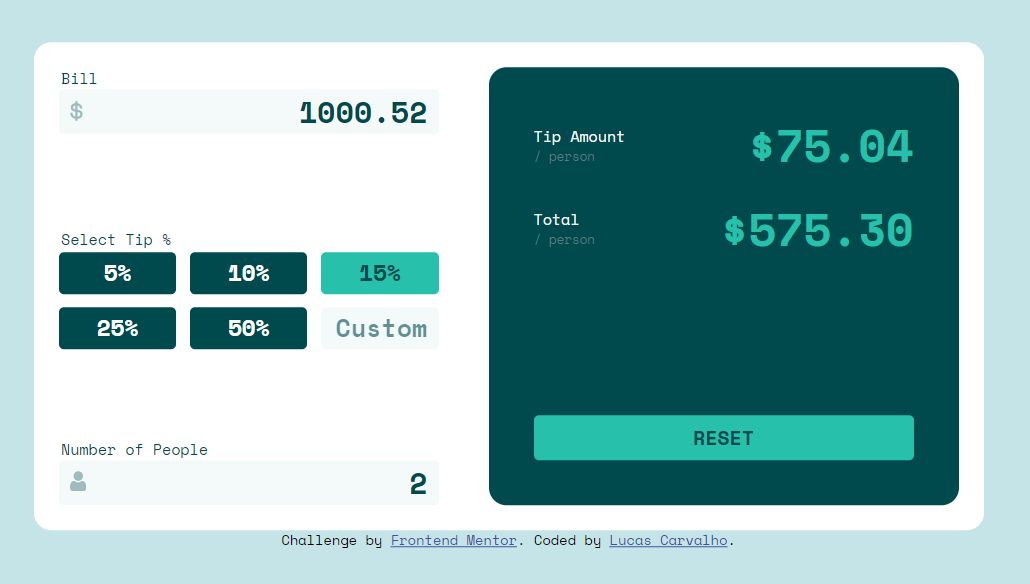 Bill
$ 1000.52
Select Tip %
5% 10% 15%
25% 50% Custom
Number of People
2
Tip Amount
/ person
$75.04
Total
/ person
$575.30
RESET
Challenge by Frontend Mentor. Coded by Lucas Carvalho.